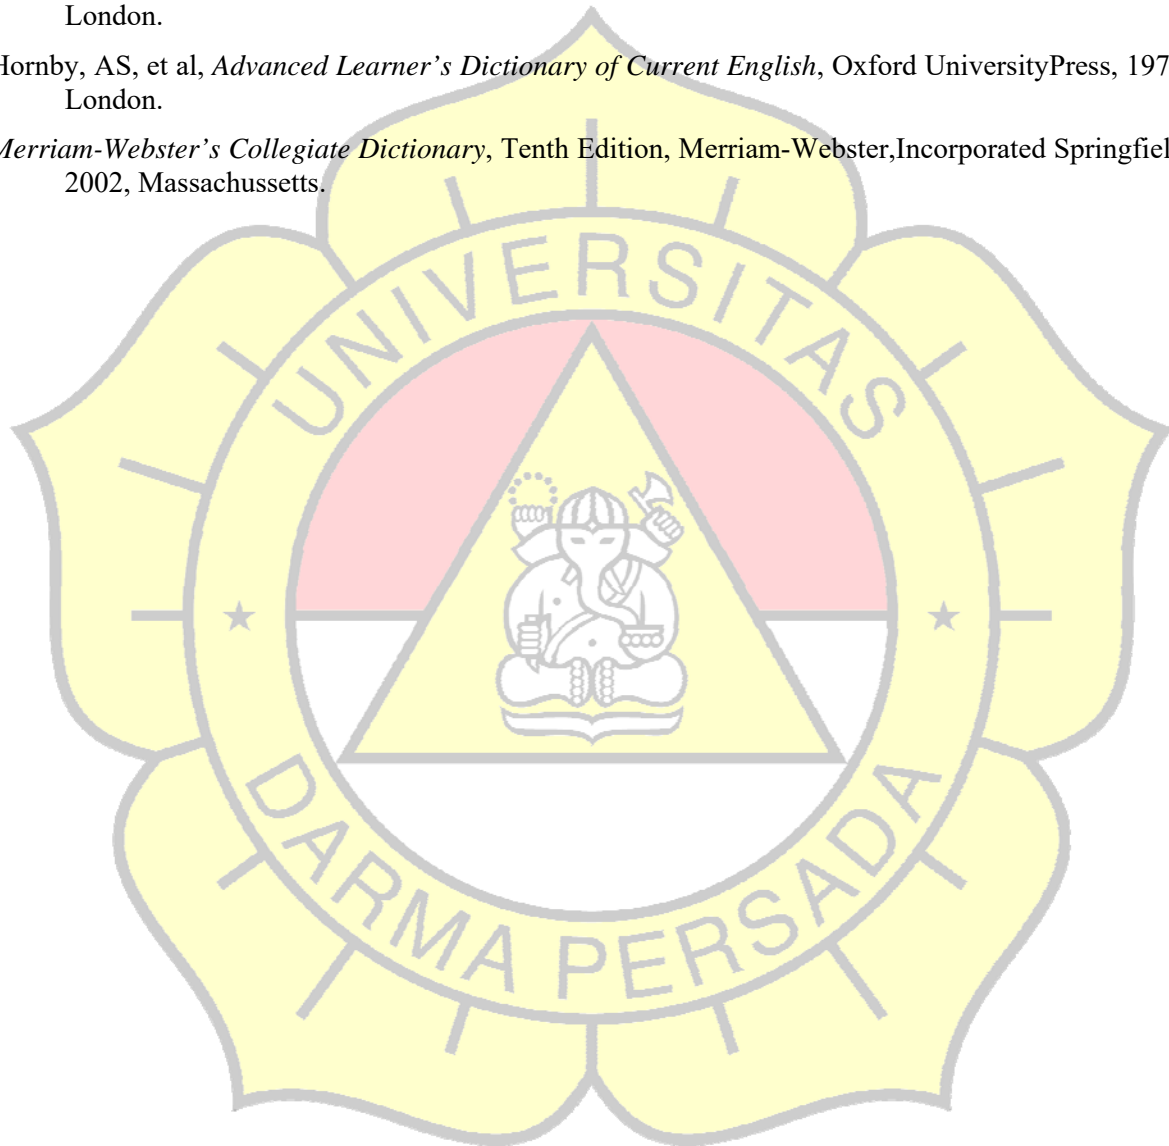 London.
Hornby, AS, et al, Advanced Learner’s Dictionary of Current English, Oxford UniversityPress, 197
London.
Merriam-Webster’s Collegiate Dictionary, Tenth Edition, Merriam-Webster,Incorporated Springfiel
2002, Massachussetts.
UNIVERSITAS
DARMA PERSADA